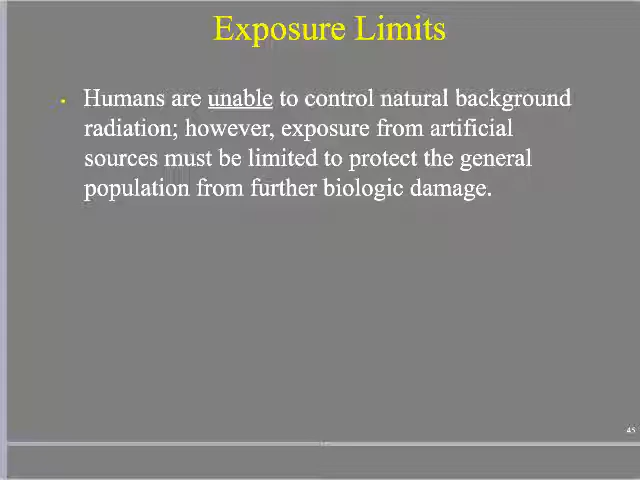 Exposure Limits
• Humans are unable to control natural background
radiation; however, exposure from artificial
sources must be limited to protect the general
population from further biologic damage.
45